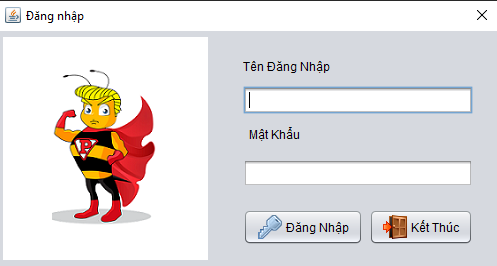 Đăng nhập
Tên Đăng Nhập
P
Mật Khẩu
Đăng Nhập
Kết Thúc